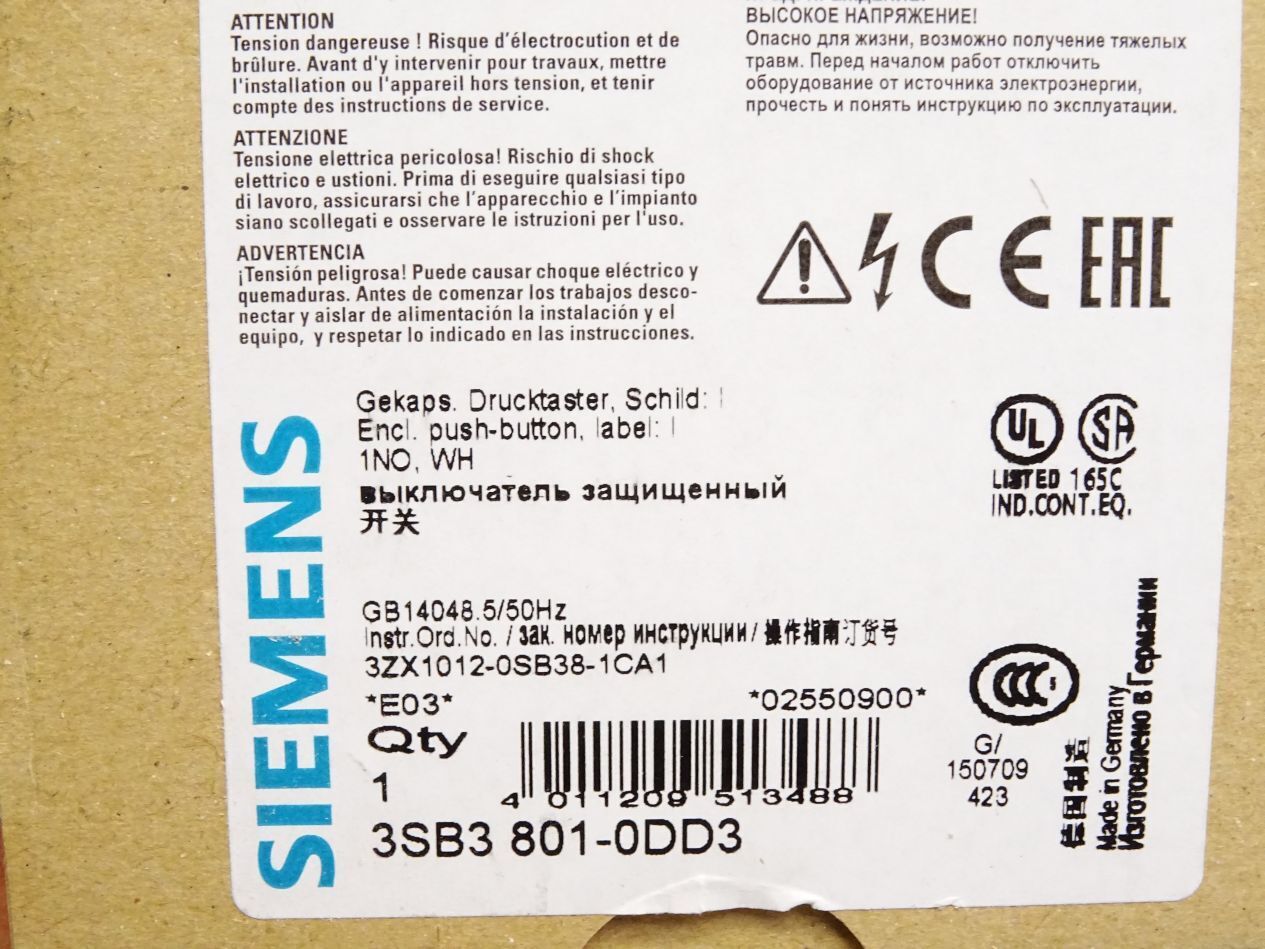 ATTENTION
Tension dangereuse ! Risque d'électrocution et de
brûlure. Avant d'y intervenir pour travaux, mettre
l'installation ou l'appareil hors tension, et tenir
compte des instructions de service.
ATTENZIONE
Tensione elettrica pericolosa! Rischio di shock
elettrico e ustioni. Prima di eseguire qualsiasi tipo
di lavoro, assicurarsi che l'apparecchio e l'impianto
siano scollegati e osservare le istruzioni per l'uso.
ADVERTENCIA
¡Tensión peligrosa! Puede causar choque eléctrico y
quemaduras. Antes de comenzar los trabajos desco-
nectar y aislar de alimentación la instalación y el
equipo, y respetar lo indicado en las instrucciones.
ВЫСОКОЕ НАПРЯЖЕНИЕ!
Опасно для жизни, возможно получение тяжелых
травм. Перед началом работ отключить
оборудование от источника электроэнергии,
прочесть и понять инструкцию по эксплуатации.
CE EAC
SIEMENS
Gekaps. Drucktaster, Schild: I
Encl. push-button, label: I
1NO, WH
выключатель защищенный
开关
UL SA
LISTED 165C
IND.CONT.EQ.
GB14048.5/50Hz
Instr.Ord.No. / зак. номер инструкции / 操作指南订货号
3ZX1012-0SB38-1CA1
*E03* *02550900*
Qty
1
4 011209 513488
3SB3 801-0DD3
CCC S
G/
150709
423
德国制造
Made in Germany
Изготовлено в Германии